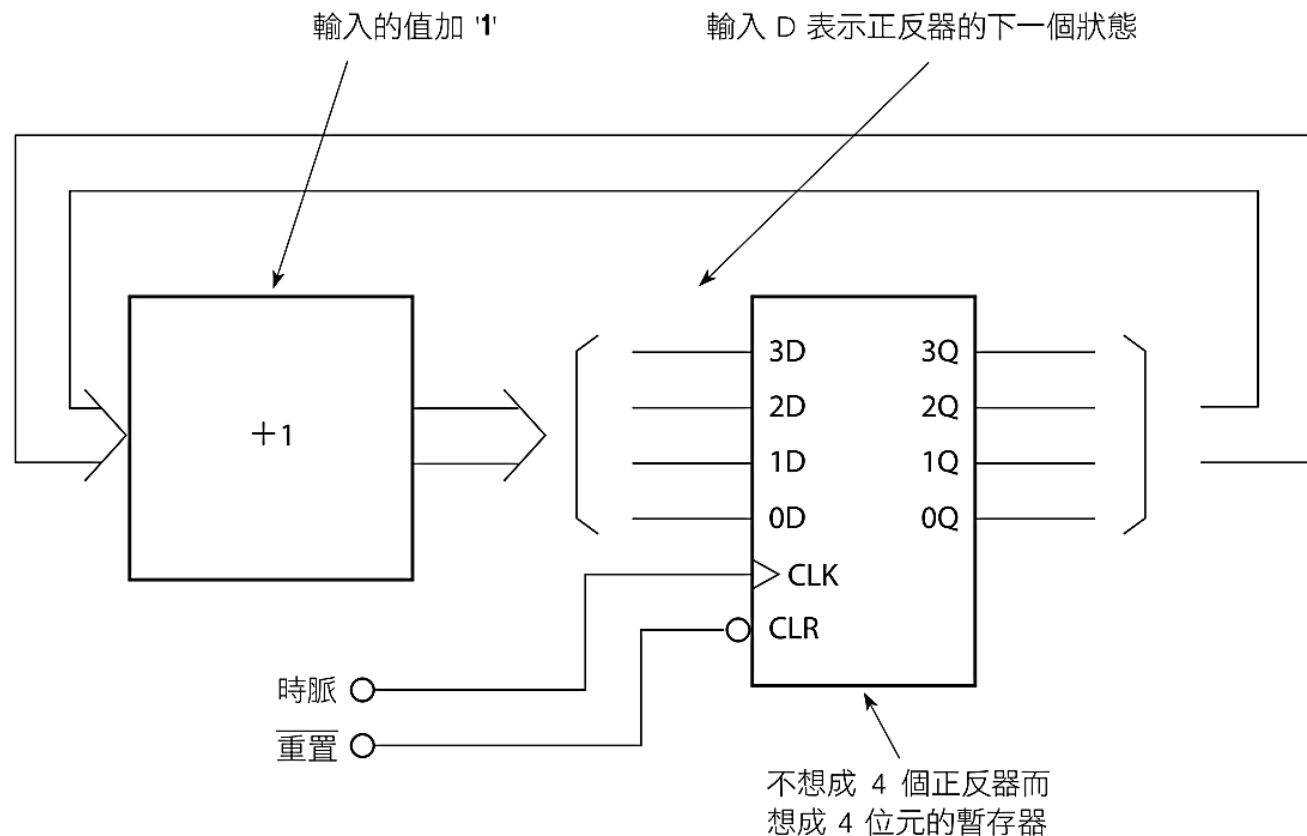 輸入的值加 '1'
輸入 D 表示正反器的下一個狀態
+1
3D
3Q
2D
2Q
1D
1Q
0D
0Q
CLK
CLR
時脈
重置
不想成 4 個正反器而
想成 4 位元的暫存器